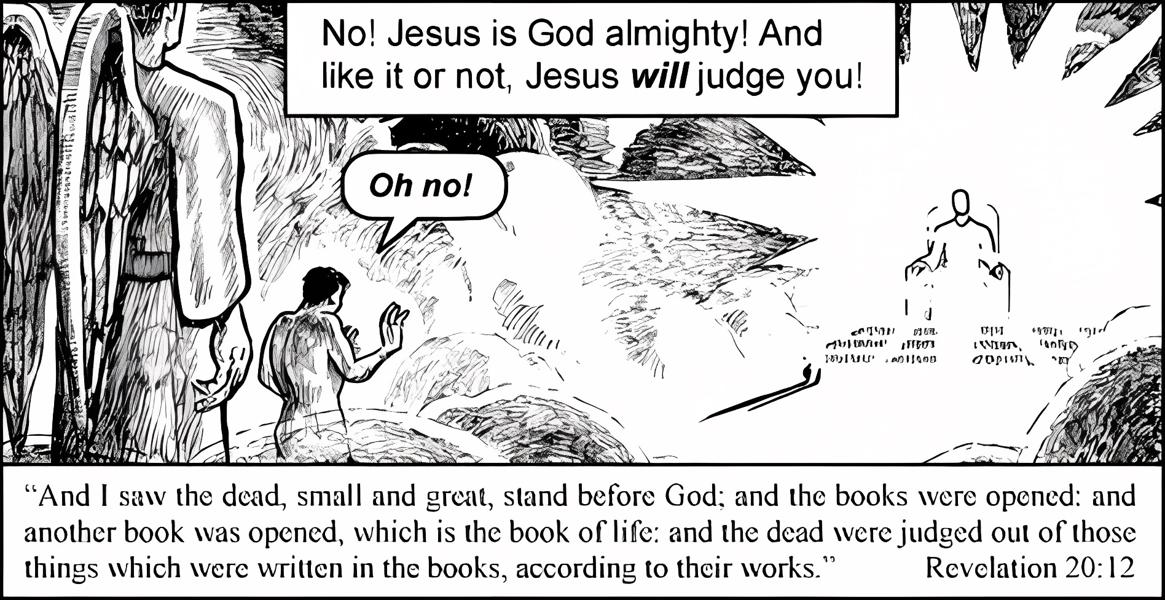 No! Jesus is God almighty! And
like it or not, Jesus will judge you!
Oh no!
“And I saw the dead, small and great, stand before God; and the books were opened: and
another book was opened, which is the book of life: and the dead were judged out of those
things which were written in the books, according to their works.” Revelation 20:12